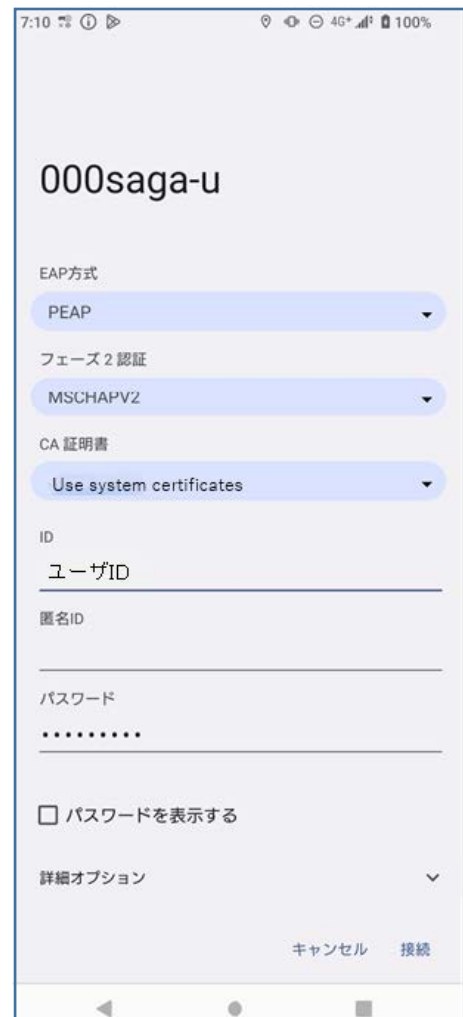 7:10 4G+ 100%
000saga-u
EAP方式
PEAP
フェーズ 2 認証
MSCHAPV2
CA 証明書
Use system certificates
ID
ユーザID
匿名ID
パスワード
•••••••••
パスワードを表示する
詳細オプション
キャンセル 接続